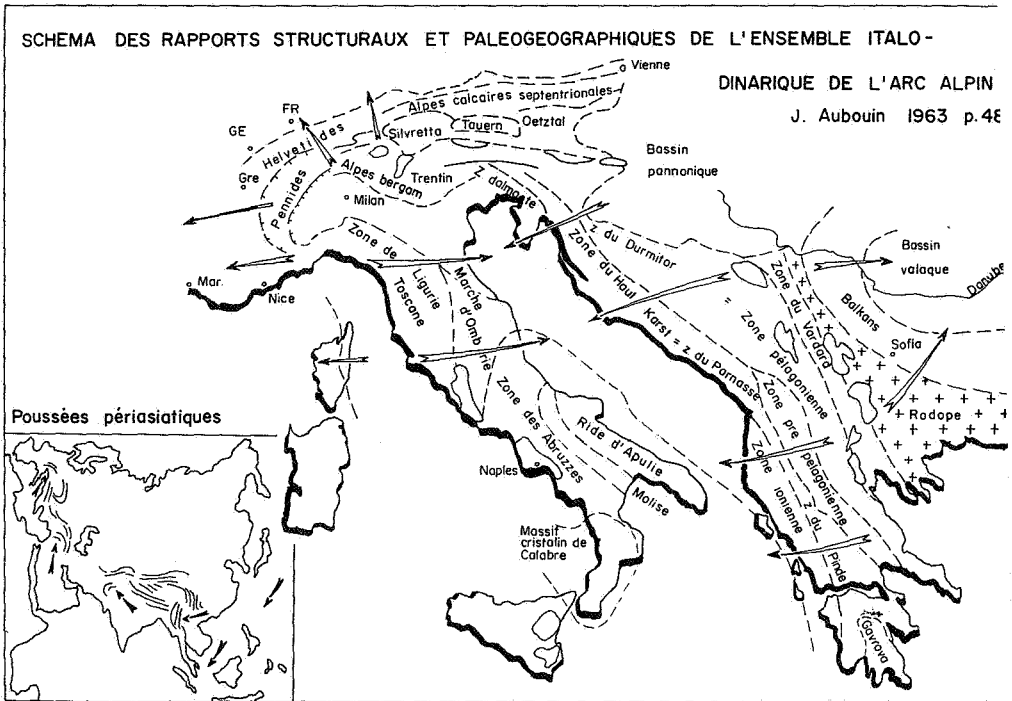 SCHEMA DES RAPPORTS STRUCTURAUX ET PALEOGEOGRAPHIQUES DE L'ENSEMBLE ITALO-
DINARIQUE DE L'ARC ALPIN
J. Aubouin 1963 p.48
Vienne
Alpes calcaires septentrionales
FR
Silvretta
Tauern
Oetztal
GE
Helvetides
Gre
Pennides
Alpes bergam
Trentin
Milan
Z dalmate
Bassin
pannonique
Mar.
Nice
Zone de
Ligurie
Toscane
Marche
d'Ombrie
z du Durmitor
Zone du Haut
Karst = z du Parnasse
= Zone pélagonienne
Zone du Vardard
Bassin
valaque
Danube
Balkans
Sofia
Rodope
Zone des Abruzzes
Ride d'Apulie
Molise
Naples
Massif
cristalin de
Calabre
Zone pre
pelagonienne
Zone
ionienne
z du
Pinde
Gavrova
Poussées périasiatiques